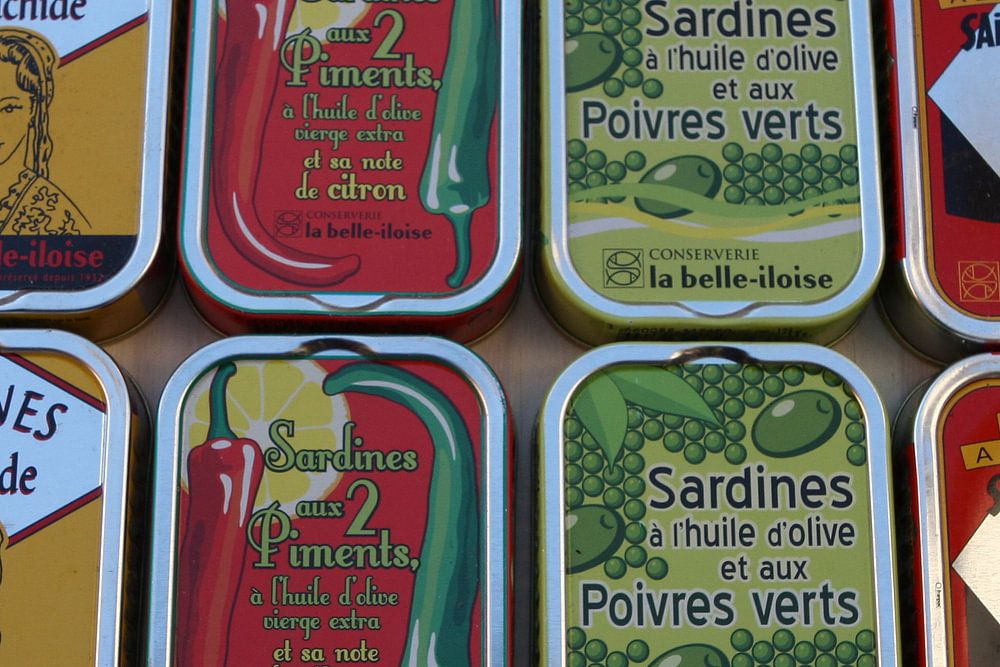 Sardines
aux 2
Piments,
à l'huile d'olive
vierge extra
et sa note
de citron
CONSERVERIE
la belle-iloise
Sardines
à l'huile d'olive
et aux
Poivres verts
CONSERVERIE
la belle-iloise
le-iloise
depuis 1932
NES
de
Sardines
aux 2
Piments,
à l'huile d'olive
vierge extra
et sa note
Sardines
à l'huile d'olive
et aux
Poivres verts
A